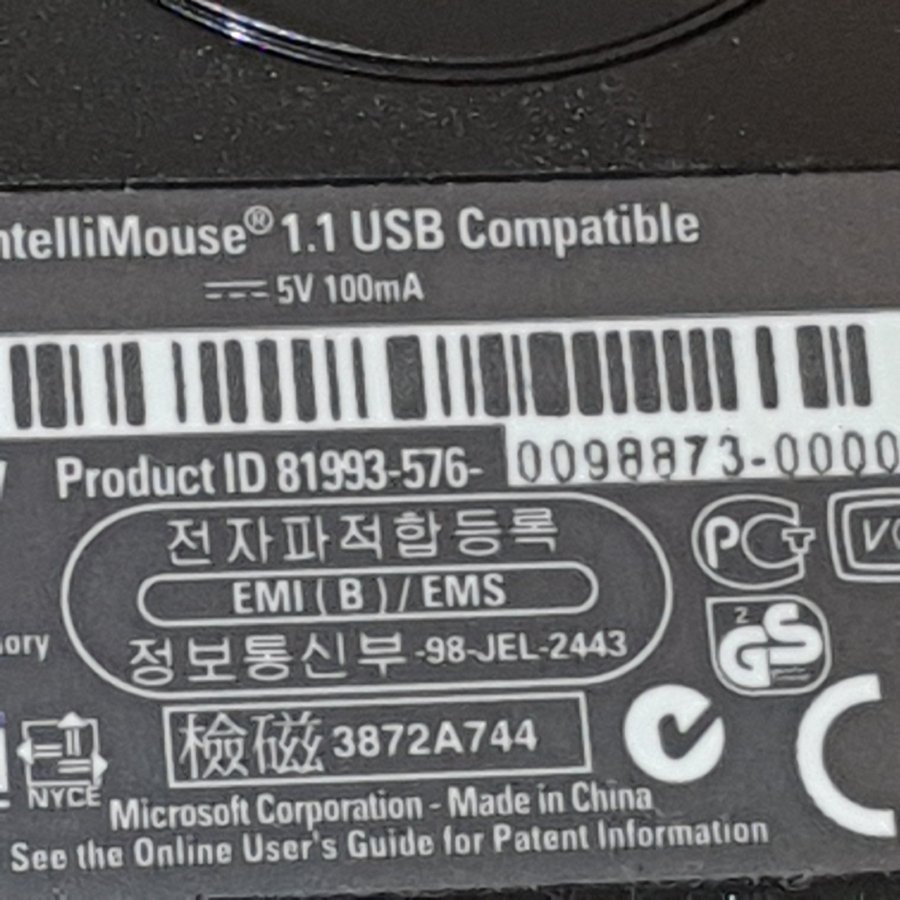 ntelliMouse® 1.1 USB Compatible
5V 100mA
Product ID 81993-576- 0098873-0000
전자파적합등록
EMI ( B ) / EMS
정보통신부 -98-JEL-2443
ory
檢磁 3872A744
NYCE
Microsoft Corporation - Made in China
See the Online User's Guide for Patent Information